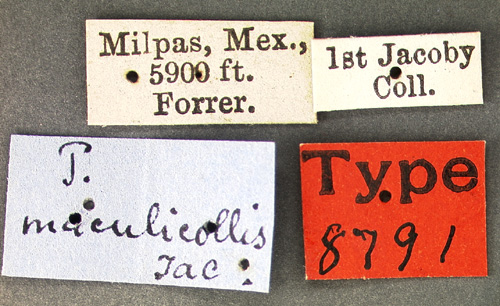 Milpas, Mex.,
5900 ft.
Forrer.
1st Jacoby
Coll.
T.
maculicollis
Jac.
Type
8791